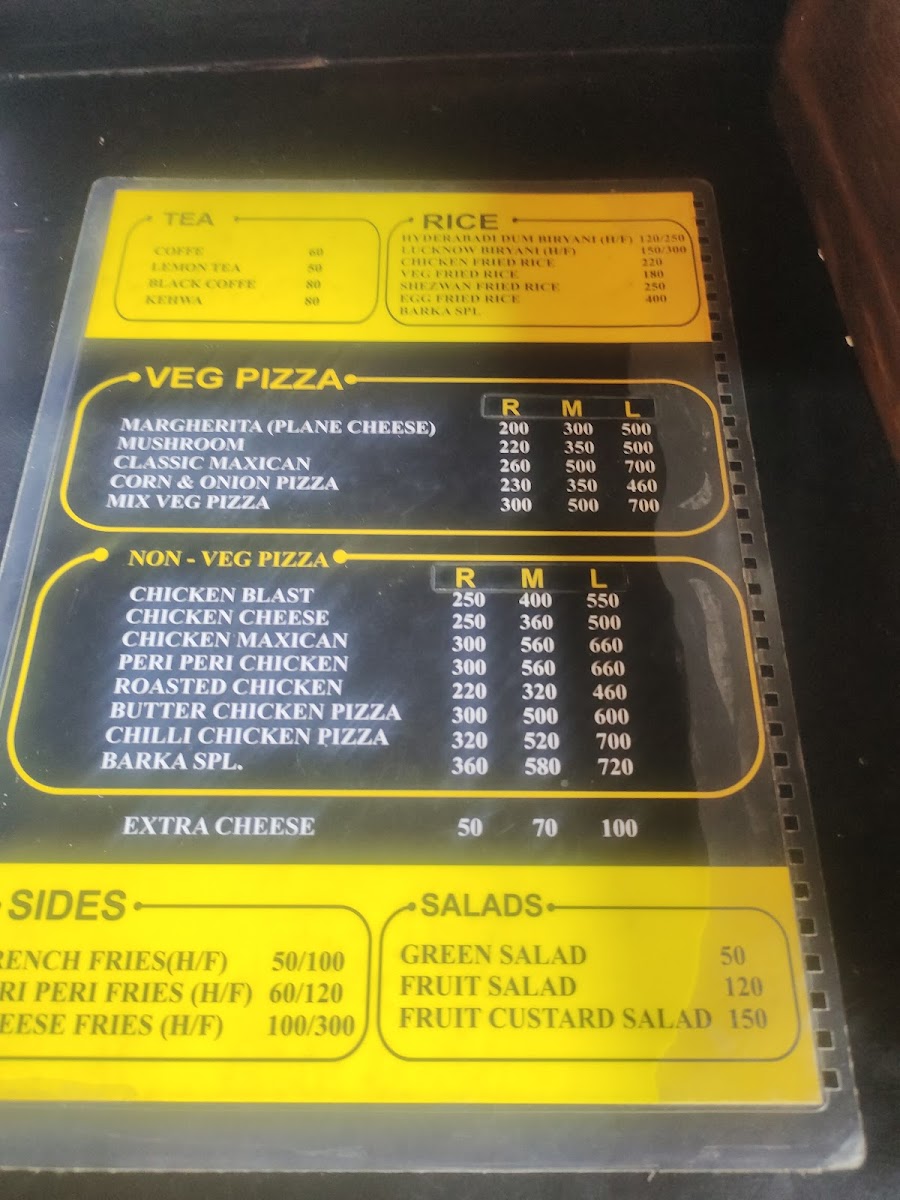 TEA
COFFE 60
LEMON TEA 50
BLACK COFFE 80
KEHWA 80
RICE
HYDERABADI DUM BIRYANI (H/F) 120/250
LUCKNOW BIRYANI (H/F) 150/300
CHICKEN FRIED RICE 220
VEG FRIED RICE 180
SHEZWAN FRIED RICE 250
EGG FRIED RICE 400
BARKA SPL
VEG PIZZA
R M L
MARGHERITA (PLANE CHEESE) 200 300 500
MUSHROOM 220 350 500
CLASSIC MAXICAN 260 500 700
CORN & ONION PIZZA 230 350 460
MIX VEG PIZZA 300 500 700
NON - VEG PIZZA
R M L
CHICKEN BLAST 250 400 550
CHICKEN CHEESE 250 360 500
CHICKEN MAXICAN 300 560 660
PERI PERI CHICKEN 300 560 660
ROASTED CHICKEN 220 320 460
BUTTER CHICKEN PIZZA 300 500 600
CHILLI CHICKEN PIZZA 320 520 700
BARKA SPL. 360 580 720
EXTRA CHEESE 50 70 100
SIDES
RENCH FRIES(H/F) 50/100
RI PERI FRIES (H/F) 60/120
EESE FRIES (H/F) 100/300
SALADS
GREEN SALAD 50
FRUIT SALAD 120
FRUIT CUSTARD SALAD 150